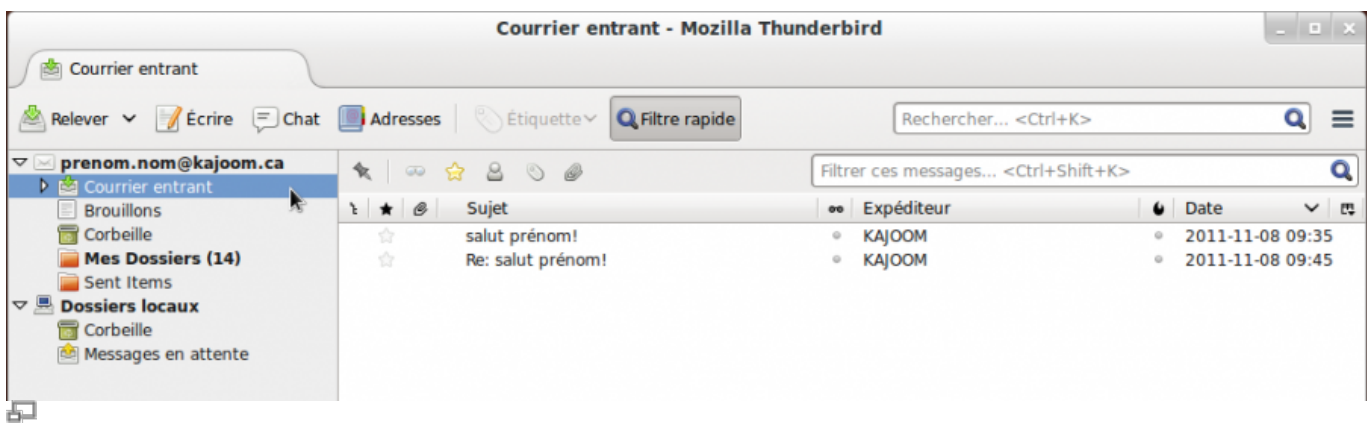 Courrier entrant - Mozilla Thunderbird
Courrier entrant
Relever Écrire Chat Adresses Étiquette Filtre rapide Rechercher... <Ctrl+K>
prenom.nom@kajoom.ca
Filtrer ces messages... <Ctrl+Shift+K>
Courrier entrant
Brouillons
Corbeille
Mes Dossiers (14)
Sent Items
Dossiers locaux
Corbeille
Messages en attente
Sujet Expéditeur Date
salut prénom! KAJOOM 2011-11-08 09:35
Re: salut prénom! KAJOOM 2011-11-08 09:45